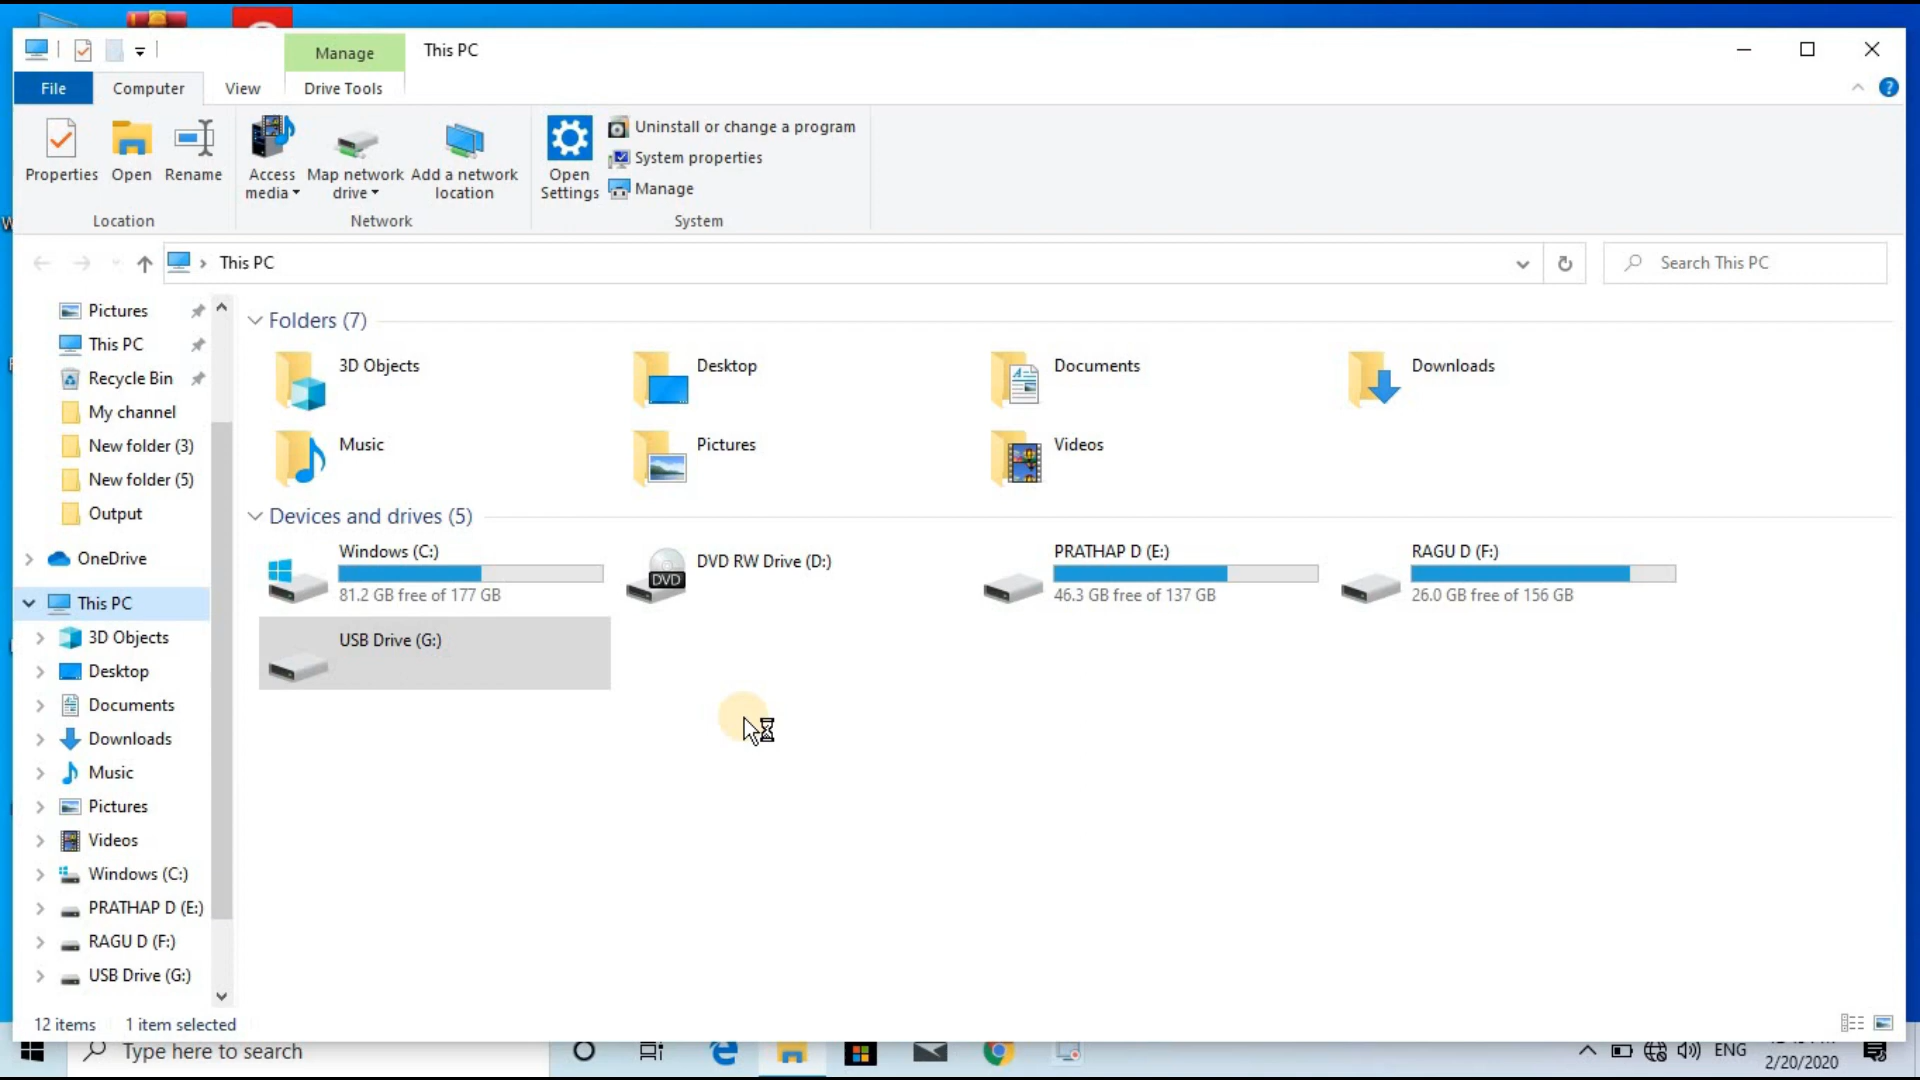 Manage
This PC
File
Computer
View
Drive Tools
Properties
Open
Rename
Access
media
Map network
drive
Add a network
location
Open
Settings
Uninstall or change a program
System properties
Manage
Location
Network
System
This PC
Search This PC
Pictures
This PC
Recycle Bin
My channel
New folder (3)
New folder (5)
Output
OneDrive
This PC
3D Objects
Desktop
Documents
Downloads
Music
Pictures
Videos
Windows (C:)
PRATHAP D (E:)
RAGU D (F:)
USB Drive (G:)
Folders (7)
3D Objects
Desktop
Documents
Downloads
Music
Pictures
Videos
Devices and drives (5)
Windows (C:)
81.2 GB free of 177 GB
DVD
DVD RW Drive (D:)
PRATHAP D (E:)
46.3 GB free of 137 GB
RAGU D (F:)
26.0 GB free of 156 GB
USB Drive (G:)
12 items
1 item selected
Type here to search
ENG
2/20/2020